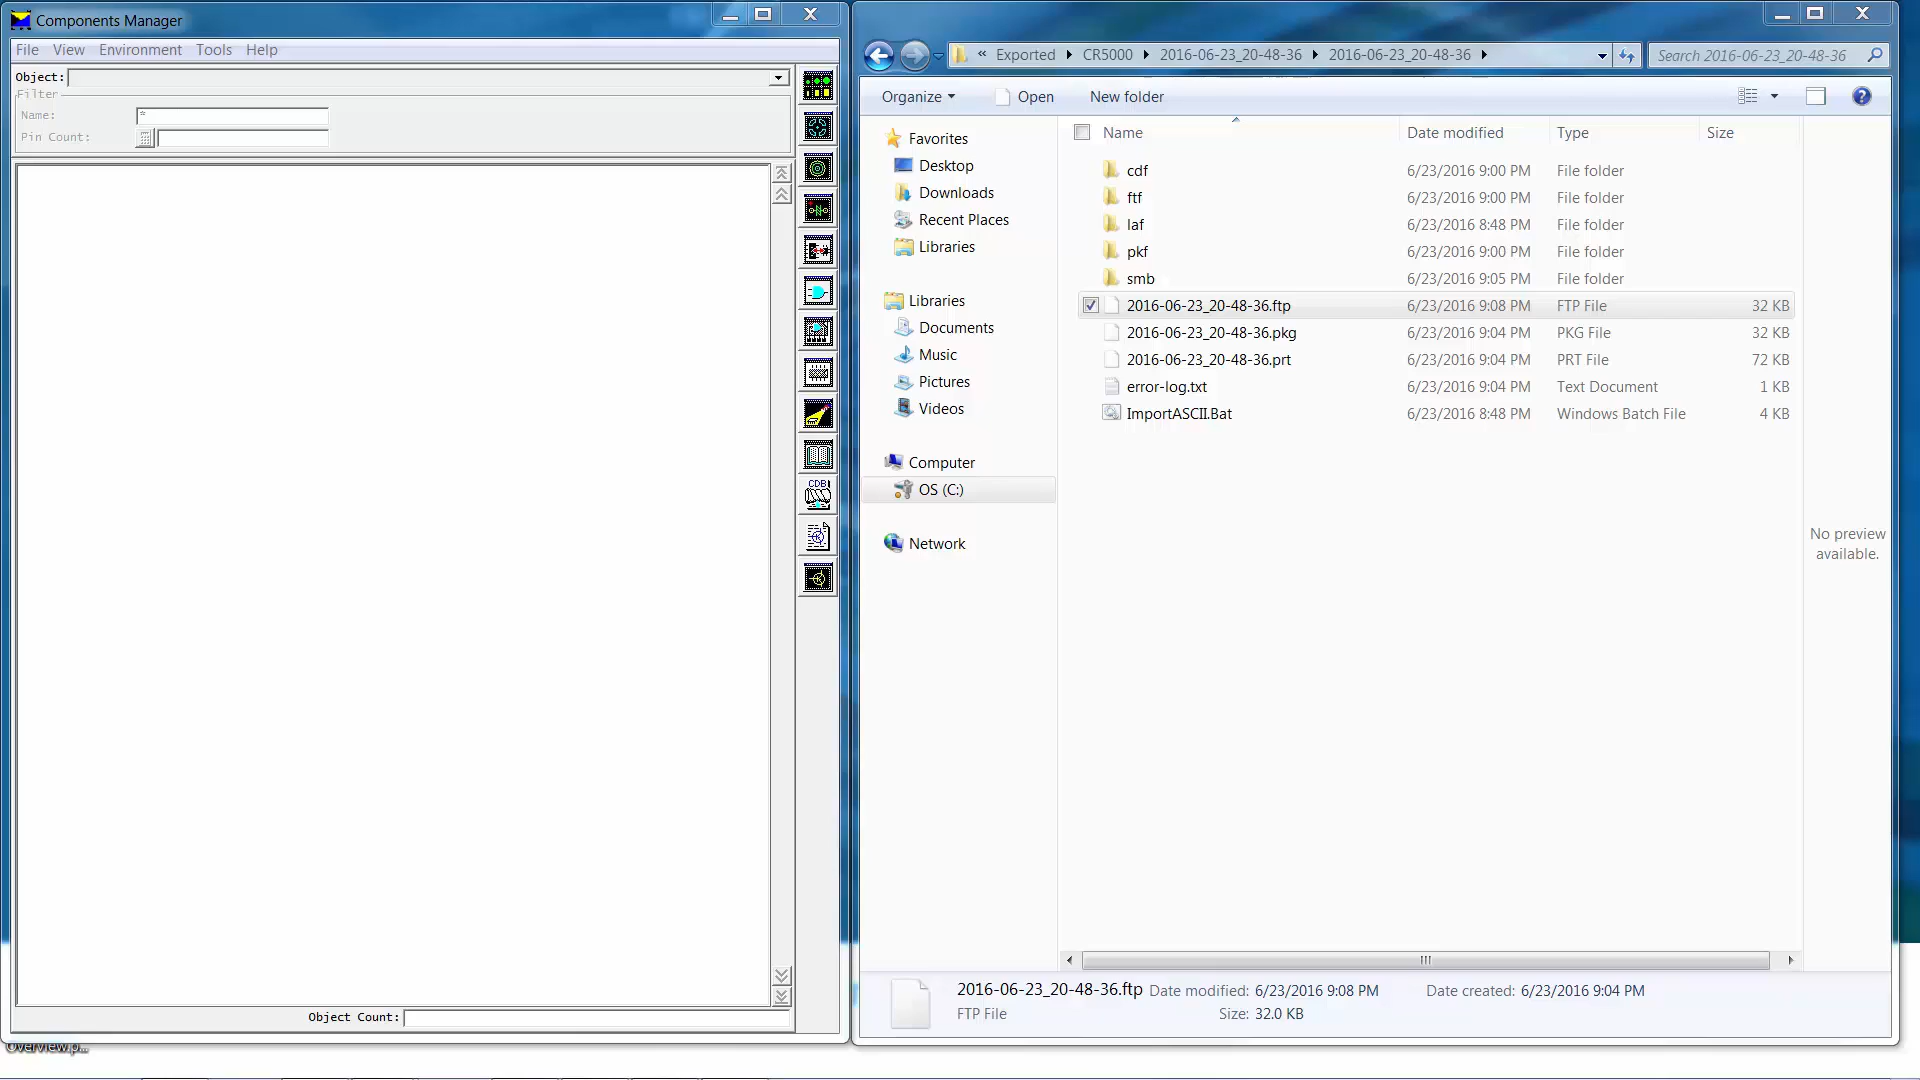 Components Manager
File View Environment Tools Help
Object:
Filter
Name: *
Pin Count:
CDB
Object Count:
Overview.p...
« Exported CR5000 2016-06-23_20-48-36 2016-06-23_20-48-36
Search 2016-06-23_20-48-36
Organize Open New folder
Favorites
Desktop
Downloads
Recent Places
Libraries
Libraries
Documents
Music
Pictures
Videos
Computer
OS (C:)
Network
Name Date modified Type Size
cdf 6/23/2016 9:00 PM File folder
ftf 6/23/2016 9:00 PM File folder
laf 6/23/2016 8:48 PM File folder
pkf 6/23/2016 9:00 PM File folder
smb 6/23/2016 9:05 PM File folder
2016-06-23_20-48-36.ftp 6/23/2016 9:08 PM FTP File 32 KB
2016-06-23_20-48-36.pkg 6/23/2016 9:04 PM PKG File 32 KB
2016-06-23_20-48-36.prt 6/23/2016 9:04 PM PRT File 72 KB
error-log.txt 6/23/2016 9:04 PM Text Document 1 KB
ImportASCII.Bat 6/23/2016 8:48 PM Windows Batch File 4 KB
No preview
available.
2016-06-23_20-48-36.ftp Date modified: 6/23/2016 9:08 PM Date created: 6/23/2016 9:04 PM
FTP File Size: 32.0 KB